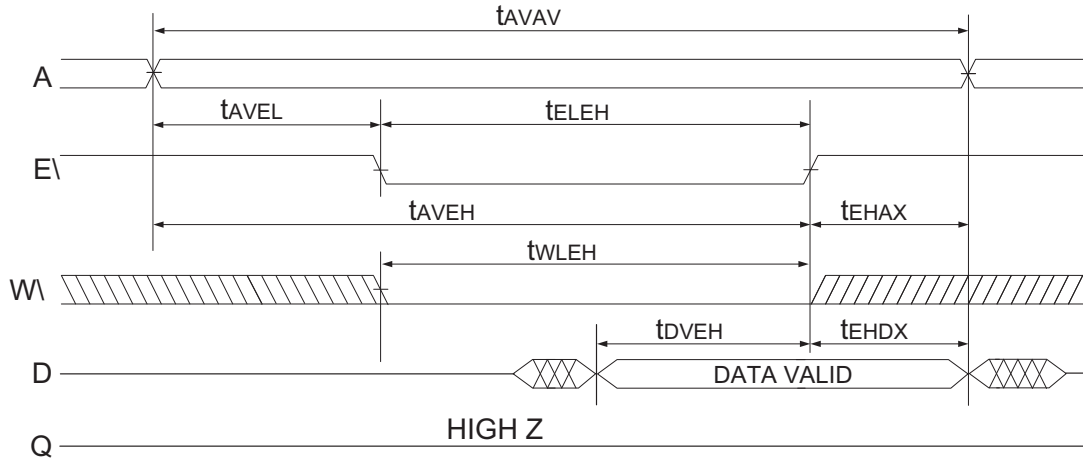 tAVAV
A
tAVEL tELEH
E\
tAVEH tEHAX
tWLEH
W\
tDVEH tEHDX
D DATA VALID
HIGH Z
Q